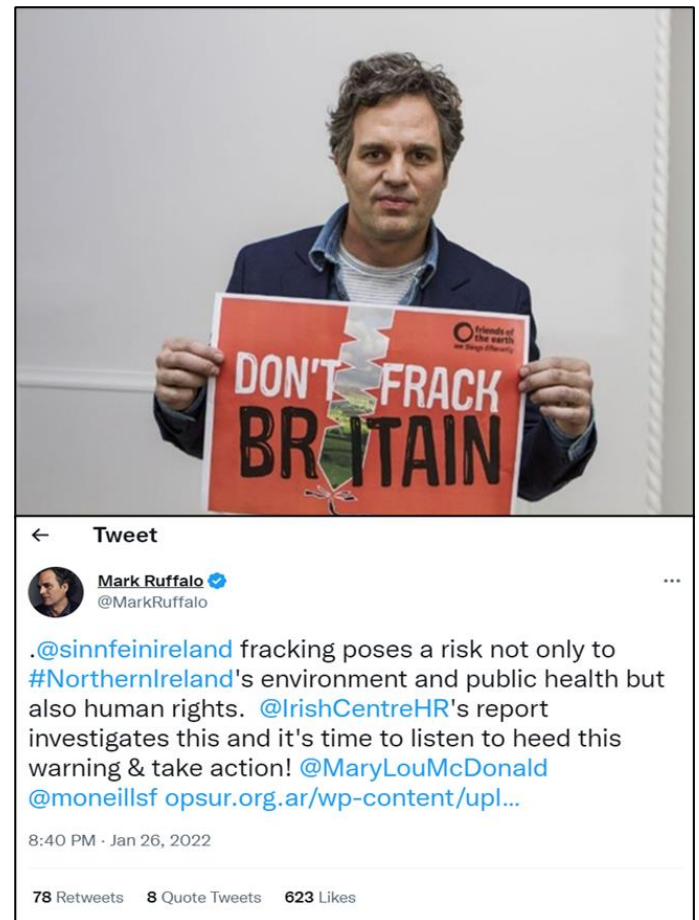 friends of
the earth
see things differently
DON'T FRACK
BRITAIN
← Tweet
Mark Ruffalo
@MarkRuffalo
.@sinnfeinireland fracking poses a risk not only to
#NorthernIreland's environment and public health but
also human rights. @IrishCentreHR's report
investigates this and it's time to listen to heed this
warning & take action! @MaryLouMcDonald
@moneillsf opsur.org.ar/wp-content/upl...
8:40 PM · Jan 26, 2022
78 Retweets 8 Quote Tweets 623 Likes